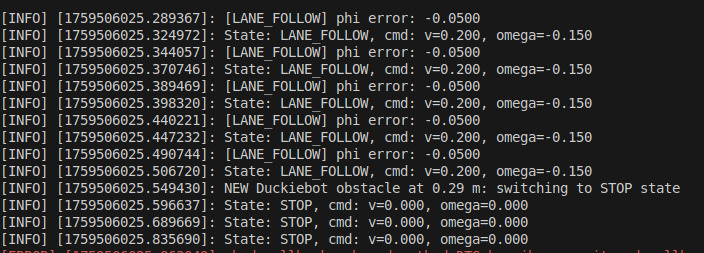 [INFO] [1759506025.289367]: [LANE_FOLLOW] phi error: -0.0500
[INFO] [1759506025.324972]: State: LANE_FOLLOW, cmd: v=0.200, omega=-0.150
[INFO] [1759506025.344057]: [LANE_FOLLOW] phi error: -0.0500
[INFO] [1759506025.370746]: State: LANE_FOLLOW, cmd: v=0.200, omega=-0.150
[INFO] [1759506025.389469]: [LANE_FOLLOW] phi error: -0.0500
[INFO] [1759506025.398320]: State: LANE_FOLLOW, cmd: v=0.200, omega=-0.150
[INFO] [1759506025.440221]: [LANE_FOLLOW] phi error: -0.0500
[INFO] [1759506025.447232]: State: LANE_FOLLOW, cmd: v=0.200, omega=-0.150
[INFO] [1759506025.490744]: [LANE_FOLLOW] phi error: -0.0500
[INFO] [1759506025.506720]: State: LANE_FOLLOW, cmd: v=0.200, omega=-0.150
[INFO] [1759506025.549430]: NEW Duckiebot obstacle at 0.29 m: switching to STOP state
[INFO] [1759506025.596637]: State: STOP, cmd: v=0.000, omega=0.000
[INFO] [1759506025.689669]: State: STOP, cmd: v=0.000, omega=0.000
[INFO] [1759506025.835690]: State: STOP, cmd: v=0.000, omega=0.000